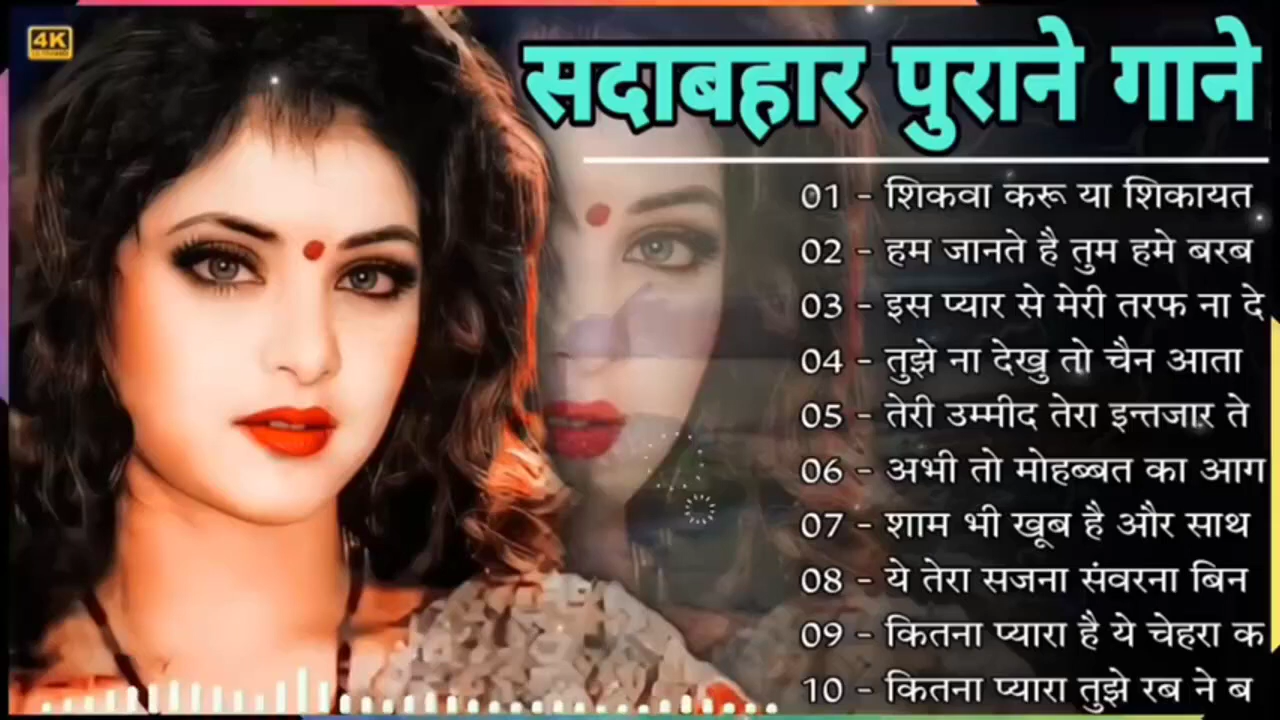 4K
सदाबहार पुराने गाने
01 - शिकवा करू या शिकायत
02 - हम जानते है तुम हमे बरब
03 - इस प्यार से मेरी तरफ ना दे
04 - तुझे ना देखु तो चैन आता
05 - तेरी उम्मीद तेरा इन्तजार ते
06 - अभी तो मोहब्बत का आग
07 - शाम भी खूब है और साथ
08 - ये तेरा सजना संवरना बिन
09 - कितना प्यारा है ये चेहरा क
10 - कितना प्यारा तुझे रब ने ब